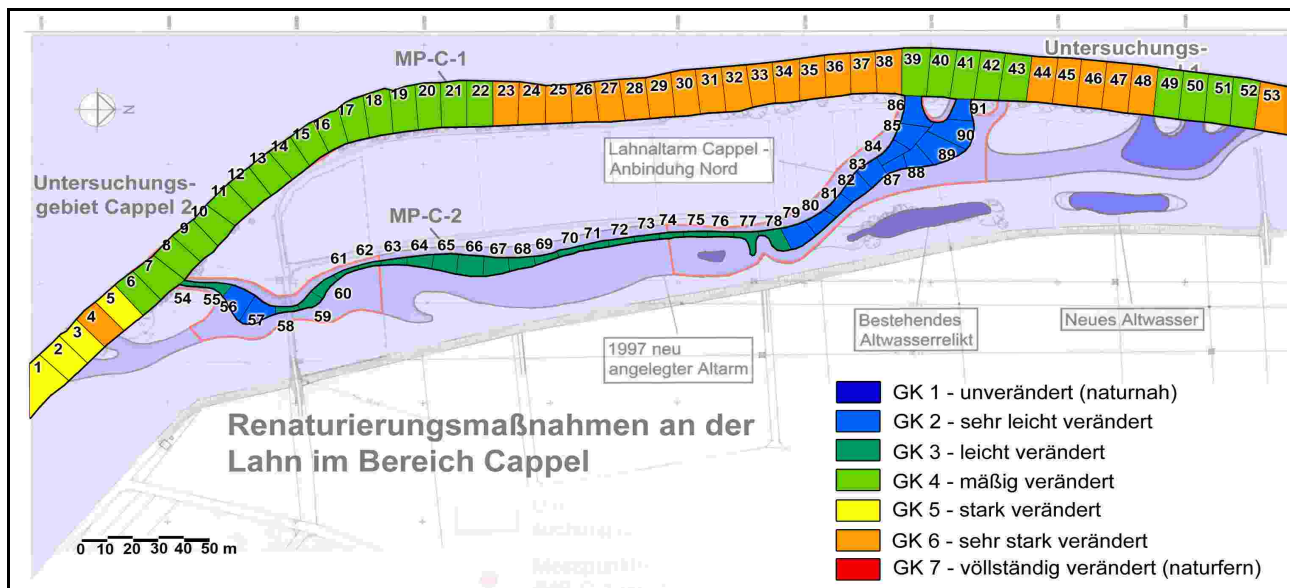 MP-C-1
Untersuchungs-
39 40 41 42 43
44 45 46 47 48
49 50 51 52 53
23 24 25 26 27 28 29 30 31 32 33 34 35 36 37 38
17 18 19 20 21 22
N
86 91
85 90
84 89
83 88
82 87
81
80
79
Lahnaltarm Cappel -
Anbindung Nord
16
15
14
13
12
11
10
9
8
7
6
5
4
3
2
1
Untersuchungs-
gebiet Cappel 2
MP-C-2
62 63 64 65 66 67 68 69 70 71 72 73 74 75 76 77 78
61
60
54 55 56 57 58 59
1997 neu
angelegter Altarm
Bestehendes
Altwasserrelikt
Neues Altwasser
Renaturierungsmaßnahmen an der
Lahn im Bereich Cappel
0 10 20 30 40 50 m
GK 1 - unverändert (naturnah)
GK 2 - sehr leicht verändert
GK 3 - leicht verändert
GK 4 - mäßig verändert
GK 5 - stark verändert
GK 6 - sehr stark verändert
GK 7 - völlständig verändert (naturfern)